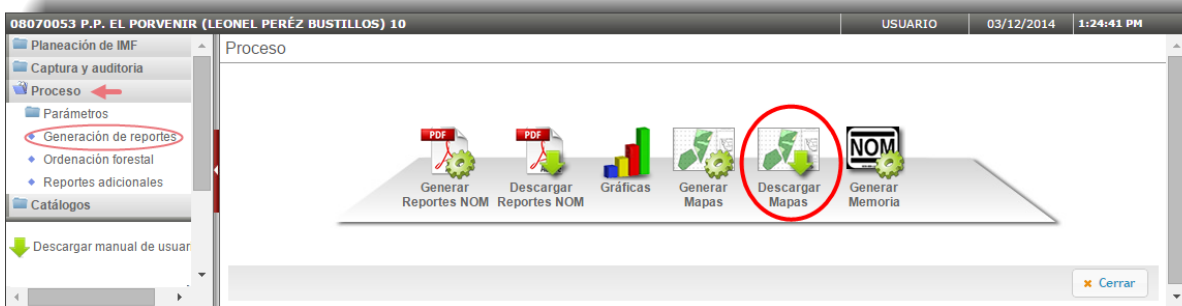 08070053 P.P. EL PORVENIR (LEONEL PERÉZ BUSTILLOS) 10
USUARIO
03/12/2014
1:24:41 PM
Planeación de IMF
Captura y auditoria
Proceso
Parámetros
Generación de reportes
Ordenación forestal
Reportes adicionales
Catálogos
Descargar manual de usuar
Proceso
PDF
Generar
Reportes NOM
PDF
Descargar
Reportes NOM
Gráficas
Generar
Mapas
Descargar
Mapas
NOM
Generar
Memoria
Cerrar